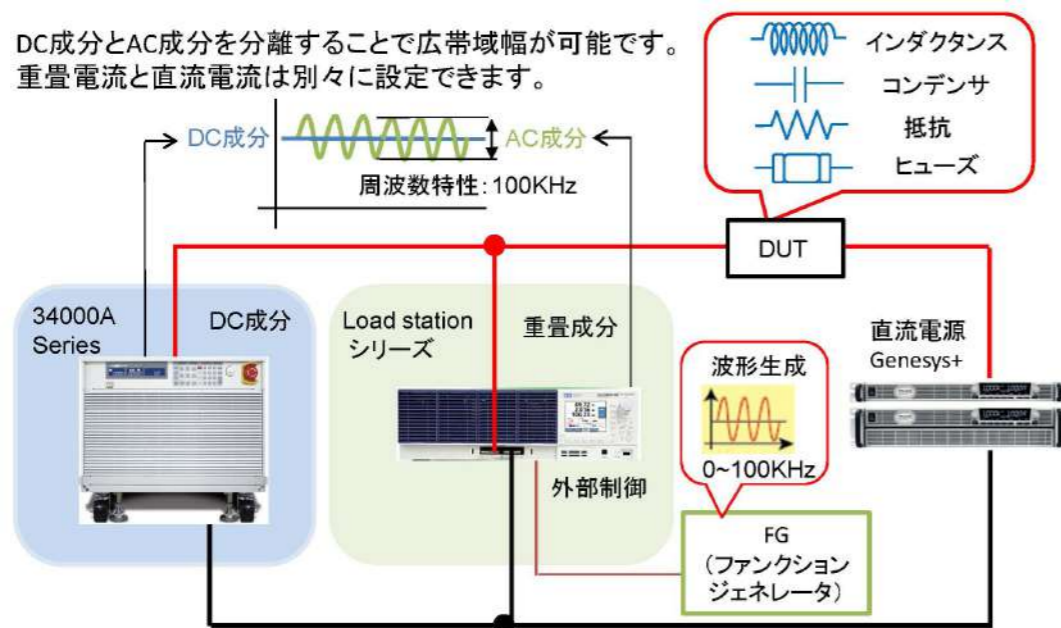 DC成分とAC成分を分離することで広帯域幅が可能です。
重畳電流と直流電流は別々に設定できます。
DC成分
AC成分
周波数特性：100KHz
インダクタンス
コンデンサ
抵抗
ヒューズ
DUT
34000A
Series
DC成分
Load station
シリーズ
重畳成分
外部制御
波形生成
0~100KHz
FG
（ファンクション
ジェネレータ）
直流電源
Genesys+